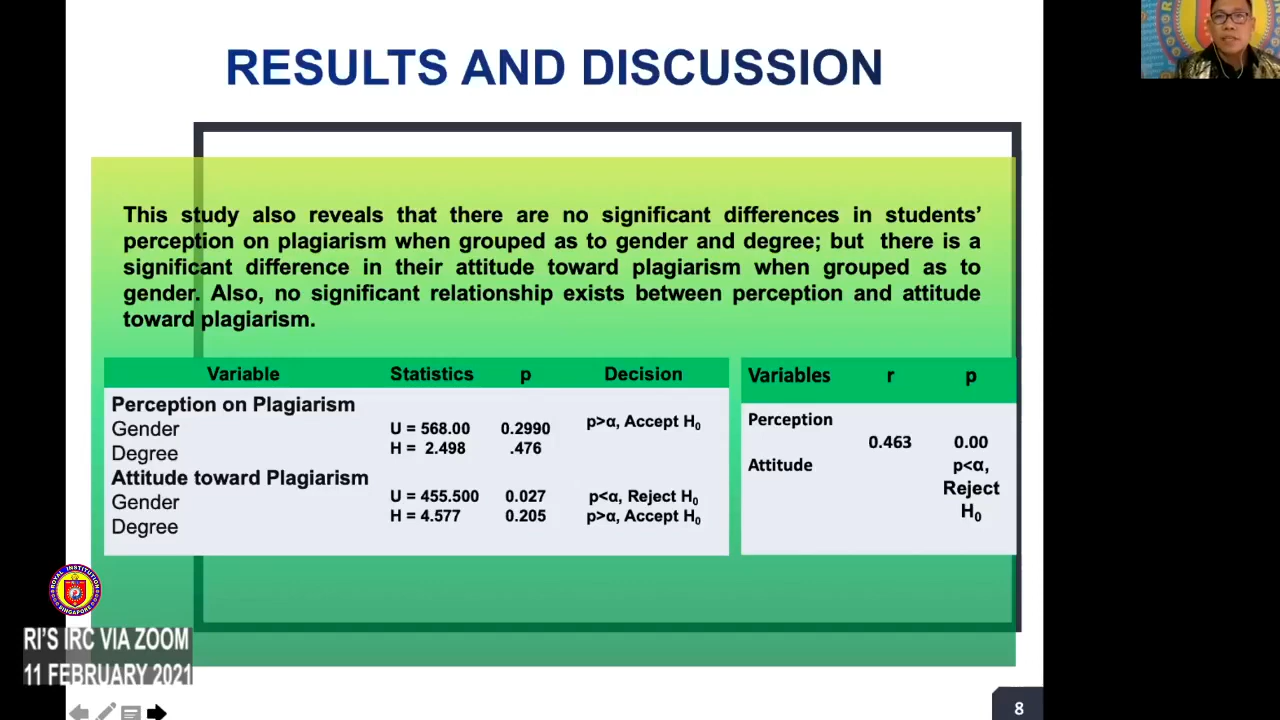 RESULTS AND DISCUSSION
This study also reveals that there are no significant differences in students’
perception on plagiarism when grouped as to gender and degree; but there is a
significant difference in their attitude toward plagiarism when grouped as to
gender. Also, no significant relationship exists between perception and attitude
toward plagiarism.
Variable Statistics p Decision
Perception on Plagiarism
Gender U = 568.00 0.2990 p>α, Accept H₀
Degree H = 2.498 .476
Attitude toward Plagiarism
Gender U = 455.500 0.027 p<α, Reject H₀
Degree H = 4.577 0.205 p>α, Accept H₀
Variables r p
Perception
0.463 0.00
Attitude p<α,
Reject
H₀
ROYAL INSTITUTION
SINGAPORE
RI'S IRC VIA ZOOM
11 FEBRUARY 2021
8